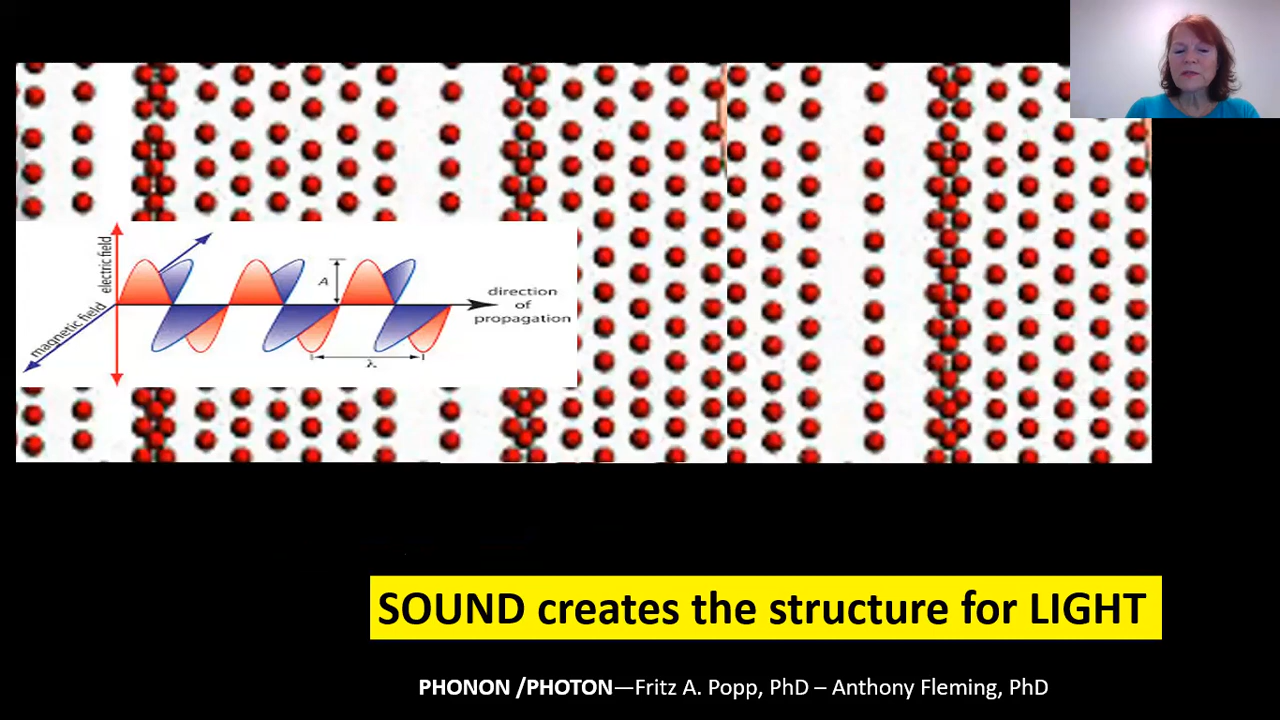 electric field
magnetic field
A
direction
of
propagation
λ
SOUND creates the structure for LIGHT
PHONON /PHOTON—Fritz A. Popp, PhD – Anthony Fleming, PhD